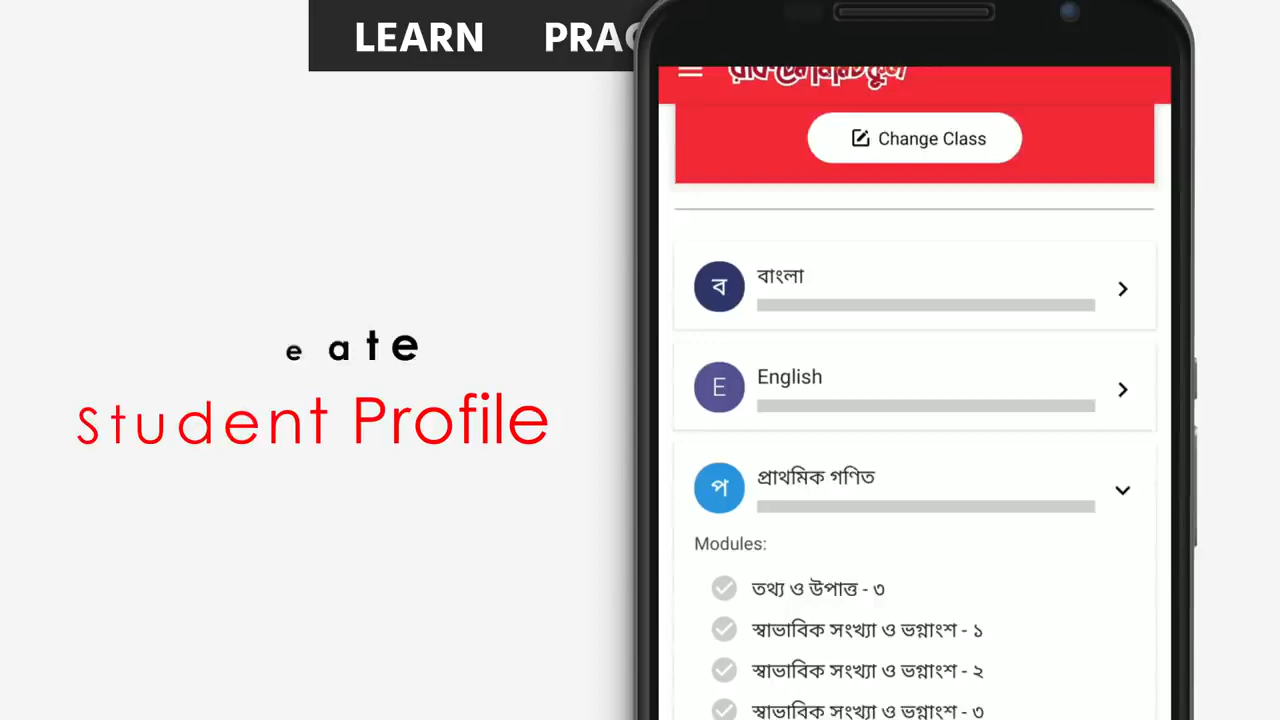 LEARN PRAC
eate
Student Profile
Change Class
ব
বাংলা
E
English
প
প্রাথমিক গণিত
Modules:
তথ্য ও উপাত্ত - ৩
স্বাভাবিক সংখ্যা ও ভগ্নাংশ - ১
স্বাভাবিক সংখ্যা ও ভগ্নাংশ - ২
স্বাভাবিক সংখ্যা ও ভগ্নাংশ - ৩